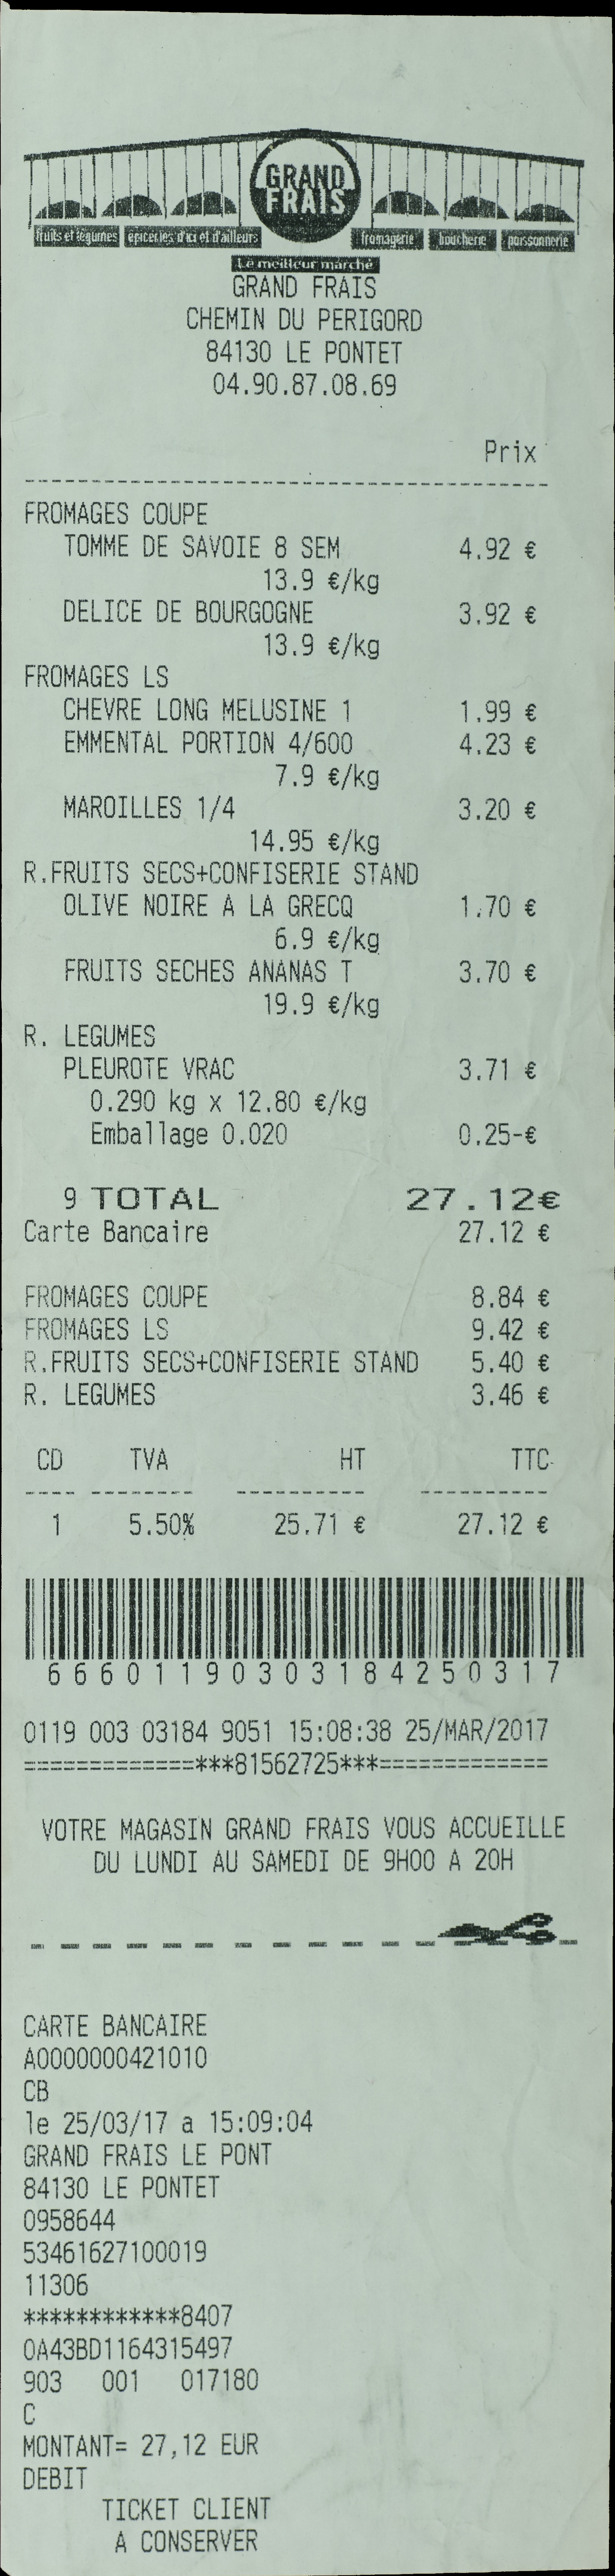 GRAND
FRAIS
fruits et légumes épiceries d'ici et d'ailleurs fromagerie boucherie poissonnerie
Le meilleur marché
GRAND FRAIS
CHEMIN DU PERIGORD
84130 LE PONTET
04.90.87.08.69
Prix
---------------------------------------
FROMAGES COUPE
TOMME DE SAVOIE 8 SEM 4.92 €
13.9 €/kg
DELICE DE BOURGOGNE 3.92 €
13.9 €/kg
FROMAGES LS
CHEVRE LONG MELUSINE 1 1.99 €
EMMENTAL PORTION 4/600 4.23 €
7.9 €/kg
MAROILLES 1/4 3.20 €
14.95 €/kg
R.FRUITS SECS+CONFISERIE STAND
OLIVE NOIRE A LA GRECQ 1.70 €
6.9 €/kg
FRUITS SECHES ANANAS T 3.70 €
19.9 €/kg
R. LEGUMES
PLEUROTE VRAC 3.71 €
0.290 kg x 12.80 €/kg
Emballage 0.020 0.25-€
9 TOTAL 27.12€
Carte Bancaire 27.12 €
FROMAGES COUPE 8.84 €
FROMAGES LS 9.42 €
R.FRUITS SECS+CONFISERIE STAND 5.40 €
R. LEGUMES 3.46 €
CD TVA HT TTC
---- -------- ---------- ----------
1 5.50% 25.71 € 27.12 €
66601190303184250317
0119 003 03184 9051 15:08:38 25/MAR/2017
=============***81562725***=============
VOTRE MAGASIN GRAND FRAIS VOUS ACCUEILLE
DU LUNDI AU SAMEDI DE 9H00 A 20H
CARTE BANCAIRE
A0000000421010
CB
le 25/03/17 a 15:09:04
GRAND FRAIS LE PONT
84130 LE PONTET
0958644
53461627100019
11306
************8407
0A43BD1164315497
903 001 017180
C
MONTANT= 27,12 EUR
DEBIT
TICKET CLIENT
A CONSERVER